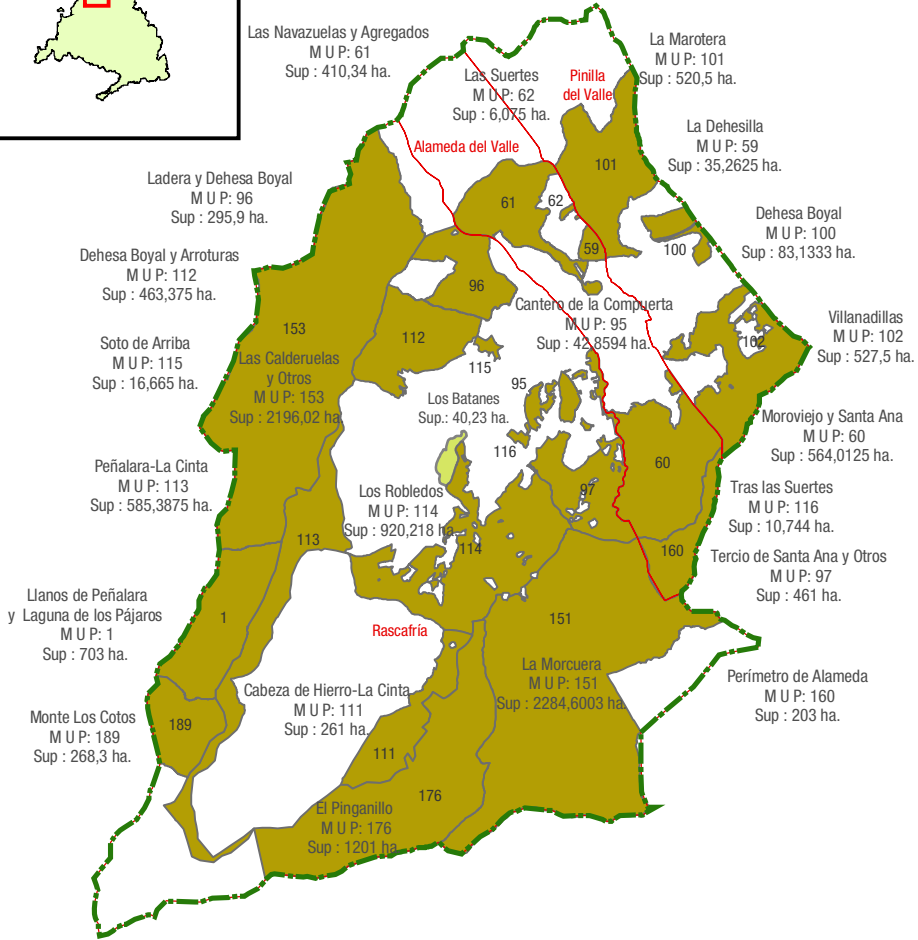 Las Navazuelas y Agregados
M U P: 61
Sup : 410,34 ha.
La Marotera
M U P: 101
Sup : 520,5 ha.
Las Suertes
M U P: 62
Sup : 6,075 ha.
Pinilla
del Valle
La Dehesilla
M U P: 59
Sup : 35,2625 ha.
Alameda del Valle
101
Ladera y Dehesa Boyal
M U P: 96
Sup : 295,9 ha.
61
62
Dehesa Boyal
M U P: 100
Sup : 83,1333 ha.
59
100
Dehesa Boyal y Arroturas
M U P: 112
Sup : 463,375 ha.
96
Cantero de la Compuerta
M U P: 95
Sup : 42,8594 ha.
Villanadillas
M U P: 102
Sup : 527,5 ha.
153
112
102
Soto de Arriba
M U P: 115
Sup : 16,665 ha.
Las Calderuelas
y Otros
M U P: 153
Sup : 2196,02 ha.
115
95
Los Batanes
Sup.: 40,23 ha.
Moroviejo y Santa Ana
M U P: 60
Sup : 564,0125 ha.
116
60
Peñalara-La Cinta
M U P: 113
Sup : 585,3875 ha.
97
Los Robledos
M U P: 114
Sup : 920,218 ha.
Tras las Suertes
M U P: 116
Sup : 10,744 ha.
113
114
160
Tercio de Santa Ana y Otros
M U P: 97
Sup : 461 ha.
Llanos de Peñalara
y Laguna de los Pájaros
M U P: 1
Sup : 703 ha.
1
151
Rascafría
La Morcuera
M U P: 151
Sup : 2284,6003 ha.
Perímetro de Alameda
M U P: 160
Sup : 203 ha.
Cabeza de Hierro-La Cinta
M U P: 111
Sup : 261 ha.
Monte Los Cotos
M U P: 189
Sup : 268,3 ha.
189
111
176
El Pinganillo
M U P: 176
Sup : 1201 ha.